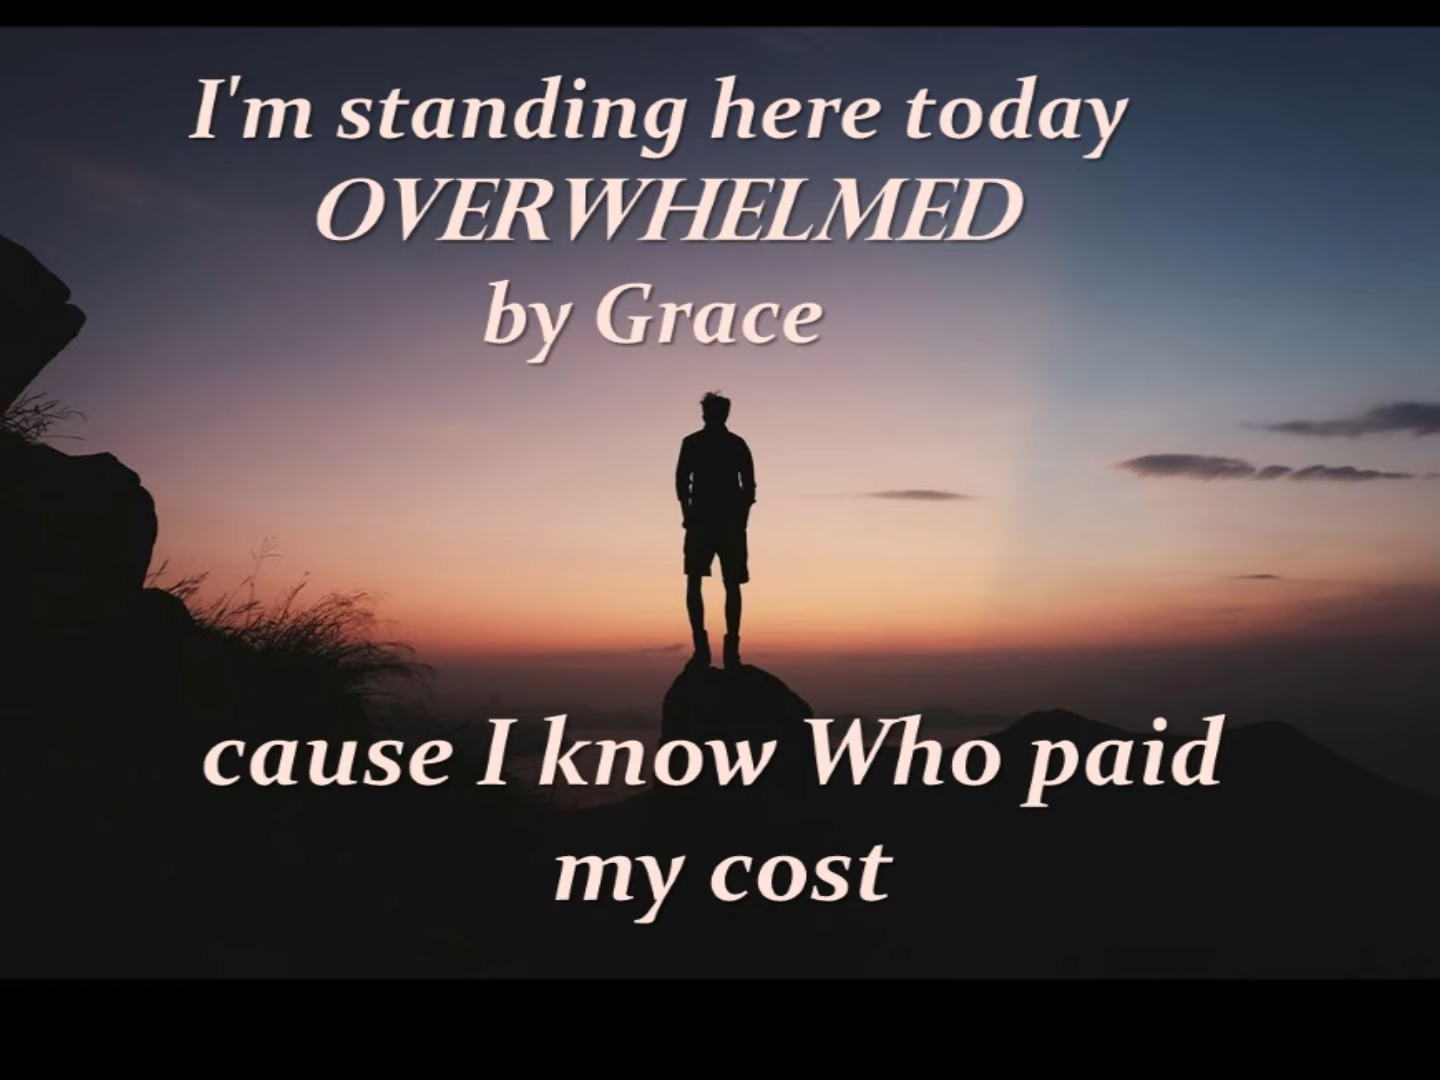 I'm standing here today
OVERWHELMED
by Grace
cause I know Who paid
my cost